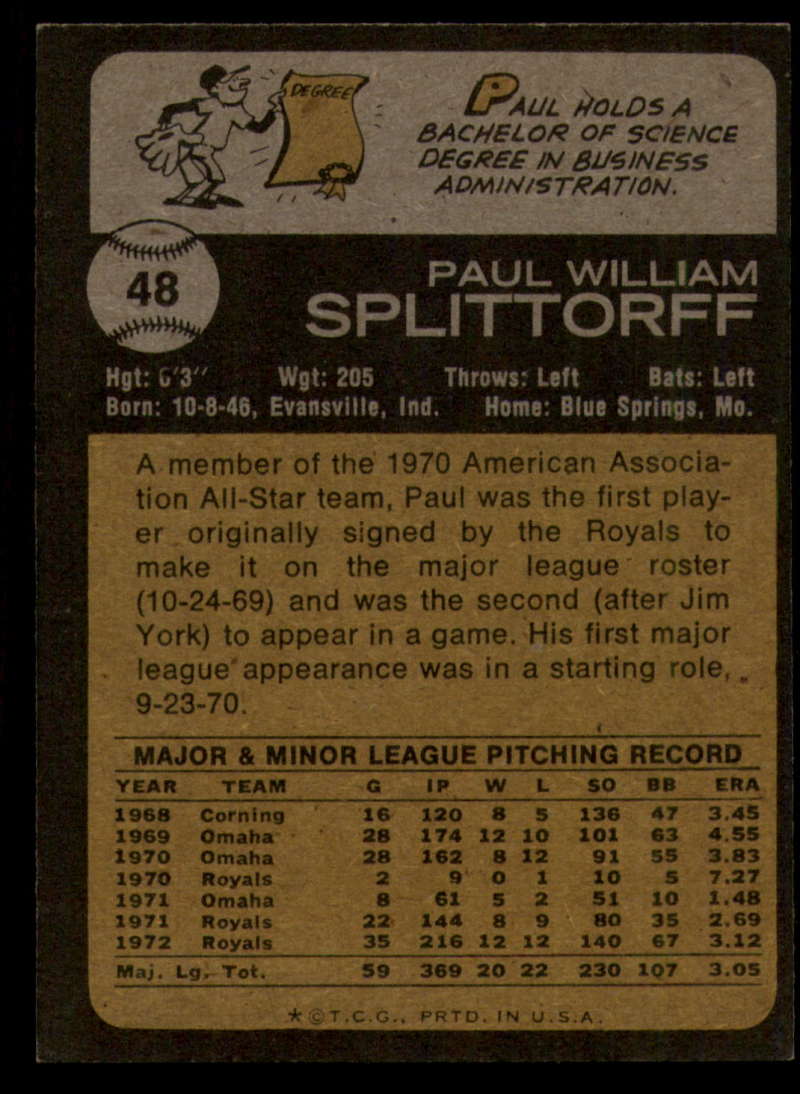 DEGREE
PAUL HOLDS A
BACHELOR OF SCIENCE
DEGREE IN BUSINESS
ADMINISTRATION.
48
PAUL WILLIAM
SPLITTORFF
Hgt: 6'3" Wgt: 205 Throws: Left Bats: Left
Born: 10-8-46, Evansville, Ind. Home: Blue Springs, Mo.
A member of the 1970 American Associa-
tion All-Star team, Paul was the first play-
er originally signed by the Royals to
make it on the major league roster
(10-24-69) and was the second (after Jim
York) to appear in a game. His first major
league appearance was in a starting role,
9-23-70.
MAJOR & MINOR LEAGUE PITCHING RECORD
YEAR TEAM G IP W L SO BB ERA
1968 Corning 16 120 8 5 136 47 3.45
1969 Omaha 28 174 12 10 101 63 4.55
1970 Omaha 28 162 8 12 91 55 3.83
1970 Royals 2 9 0 1 10 5 7.27
1971 Omaha 8 61 5 2 51 10 1.48
1971 Royals 22 144 8 9 80 35 2.69
1972 Royals 35 216 12 12 140 67 3.12
Maj. Lg. Tot. 59 369 20 22 230 107 3.05
*©T.C.G., PRTD. IN U.S.A.